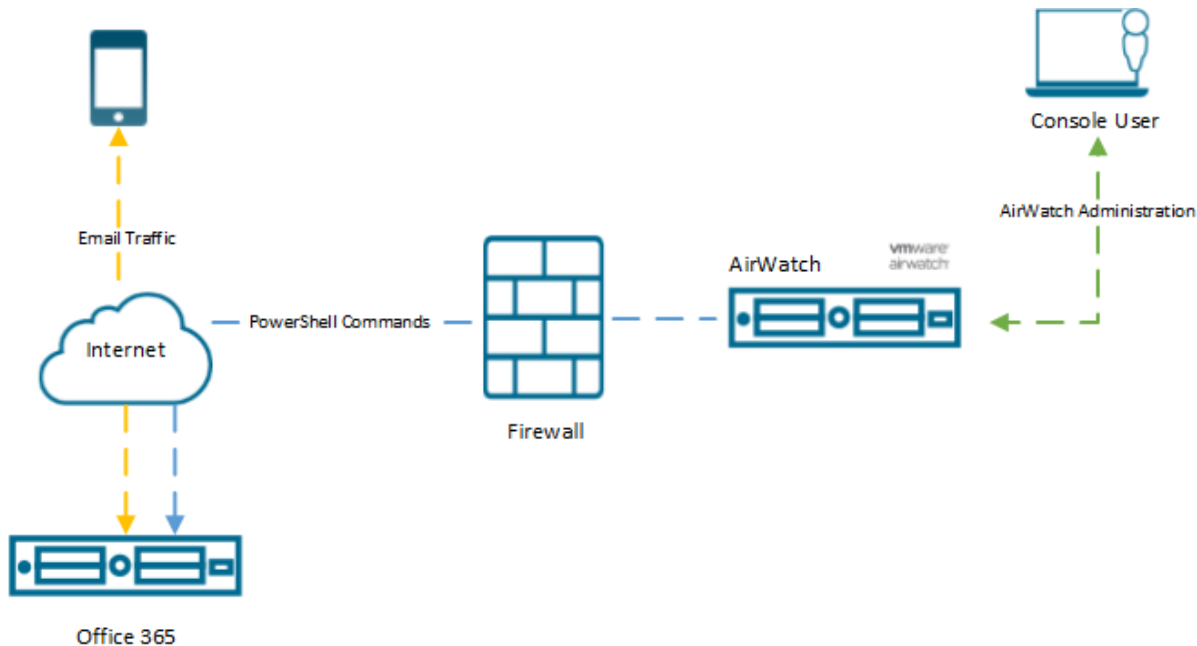 Console User
AirWatch Administration
Email Traffic
vmware
airwatch
AirWatch
PowerShell Commands
Internet
Firewall
Office 365